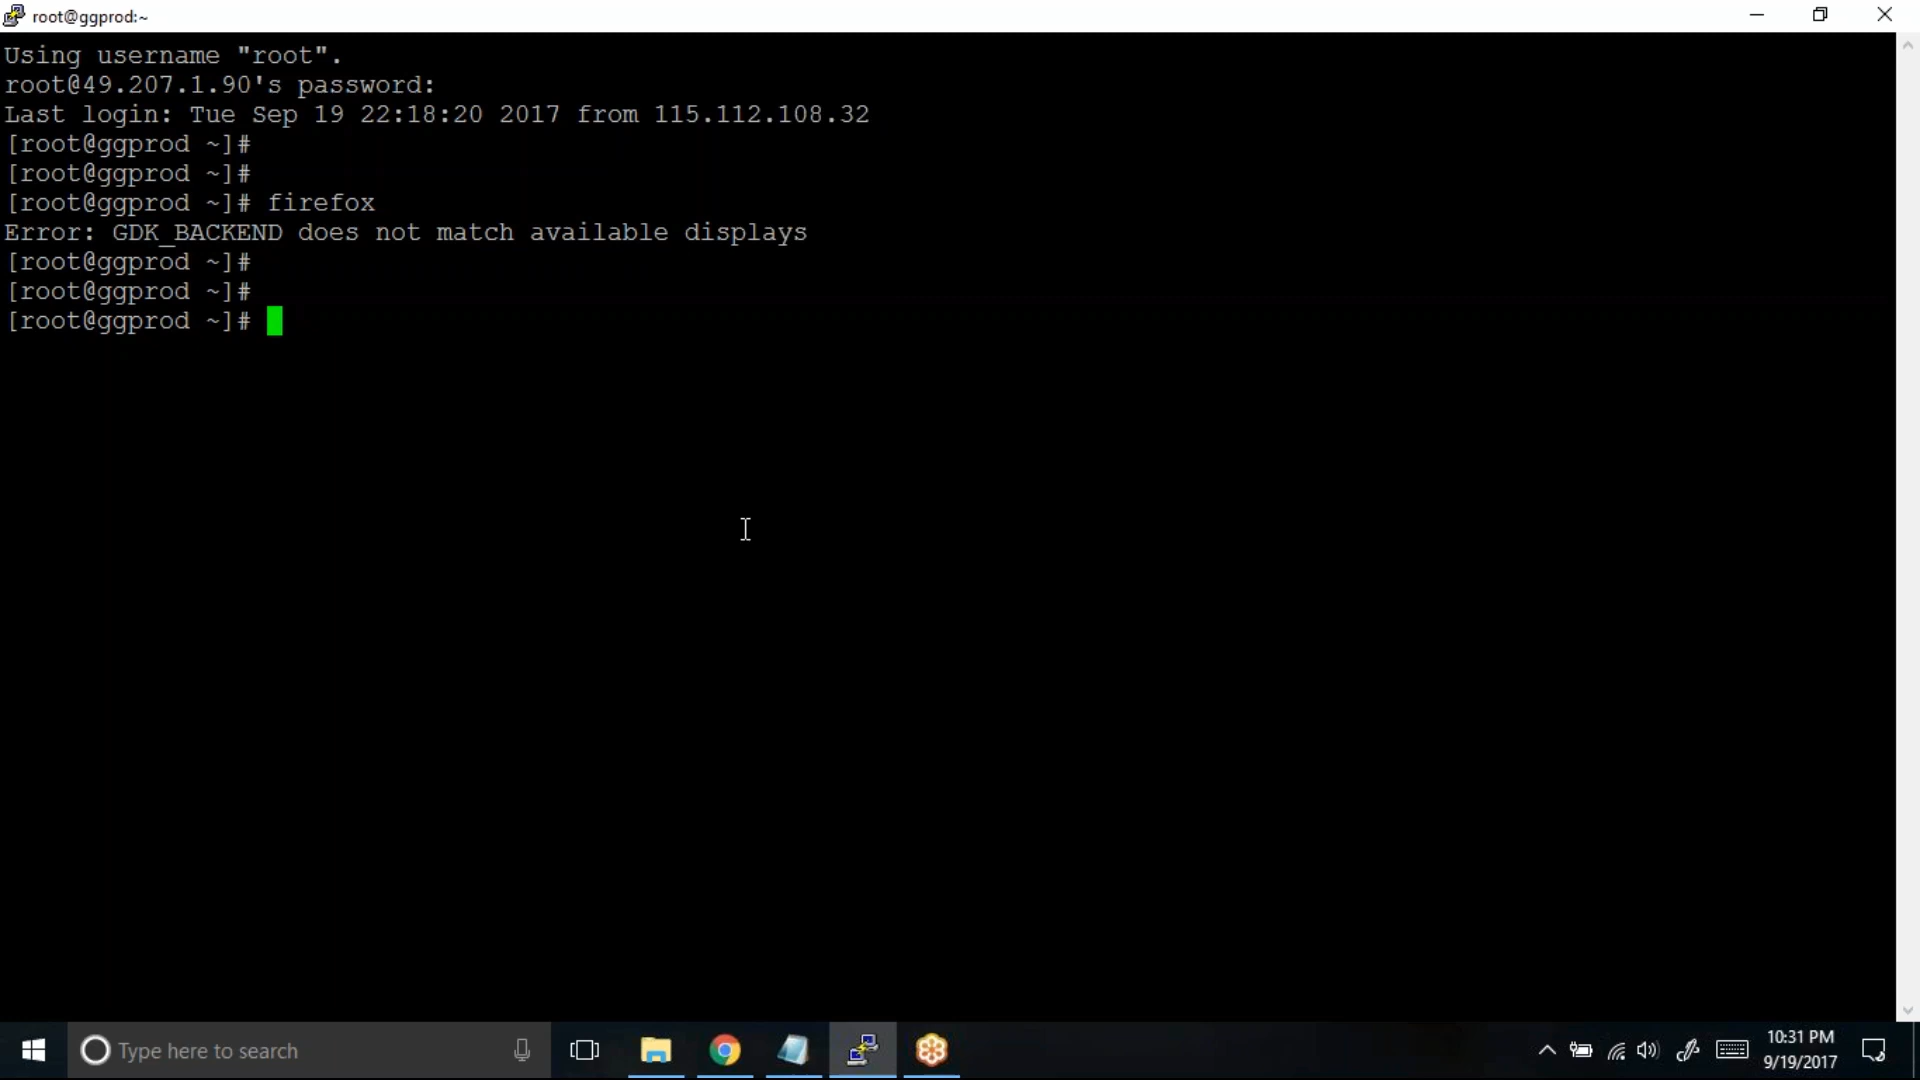 root@ggprod:~
Using username "root".
root@49.207.1.90's password:
Last login: Tue Sep 19 22:18:20 2017 from 115.112.108.32
[root@ggprod ~]#
[root@ggprod ~]#
[root@ggprod ~]# firefox
Error: GDK_BACKEND does not match available displays
[root@ggprod ~]#
[root@ggprod ~]#
[root@ggprod ~]#
Type here to search
10:31 PM
9/19/2017